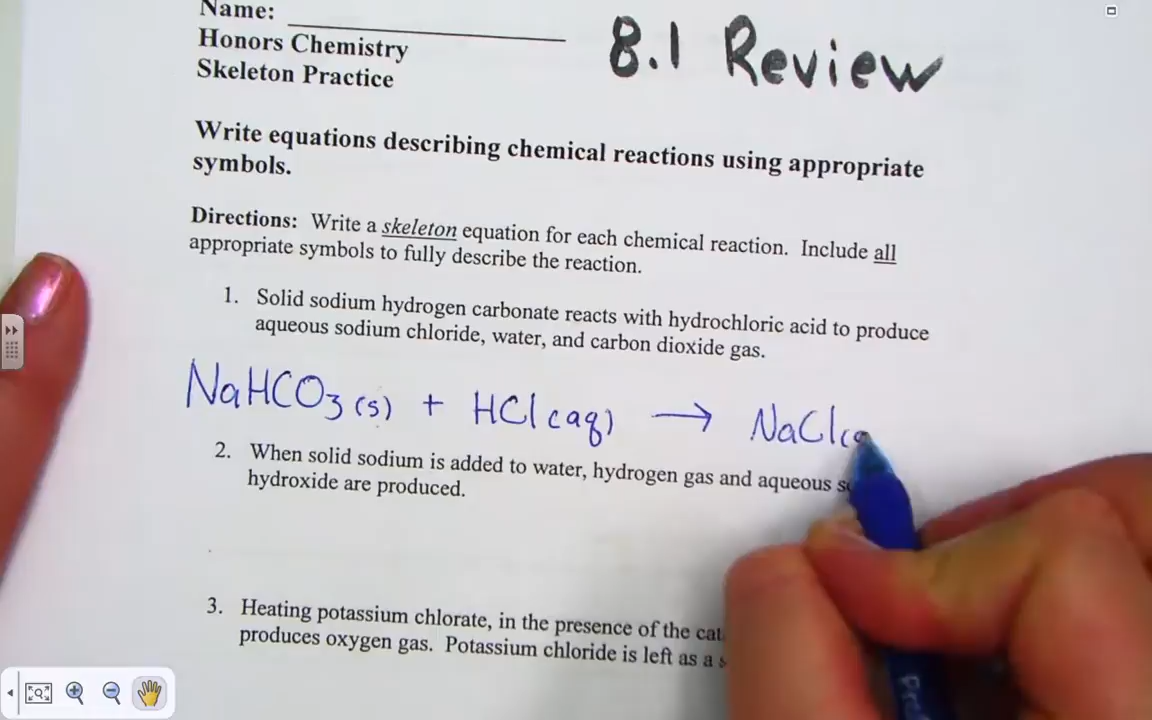 Name:
8.1 Review
Honors Chemistry
Skeleton Practice
Write equations describing chemical reactions using appropriate
symbols.
Directions: Write a skeleton equation for each chemical reaction. Include all
appropriate symbols to fully describe the reaction.
1. Solid sodium hydrogen carbonate reacts with hydrochloric acid to produce
aqueous sodium chloride, water, and carbon dioxide gas.
NaHCO3 (s) + HCl (aq) → NaCl(
2. When solid sodium is added to water, hydrogen gas and aqueous
hydroxide are produced.
3. Heating potassium chlorate, in the presence of the
produces oxygen gas. Potassium chloride is left as a